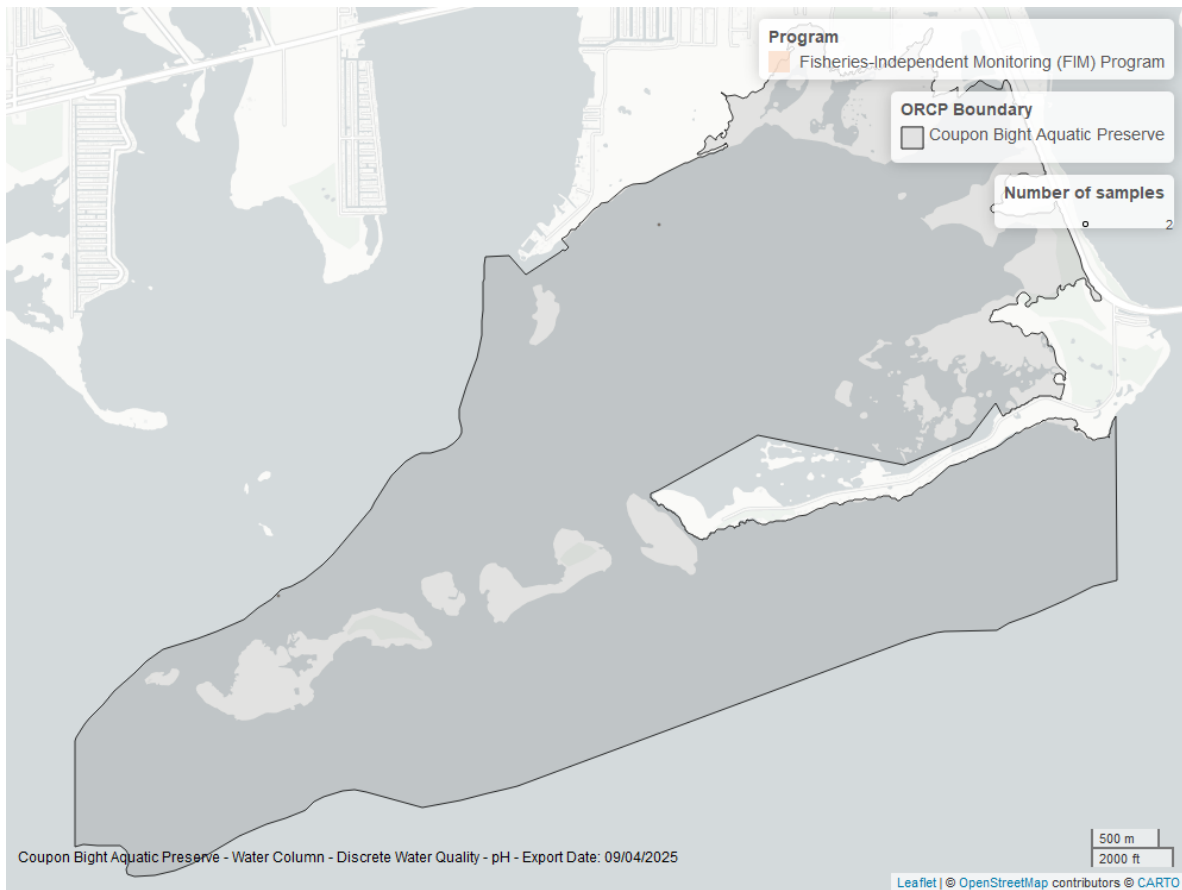 Program
Fisheries-Independent Monitoring (FIM) Program
ORCP Boundary
Coupon Bight Aquatic Preserve
Number of samples
2
500 m
2000 ft
Coupon Bight Aquatic Preserve - Water Column - Discrete Water Quality - pH - Export Date: 09/04/2025
Leaflet | © OpenStreetMap contributors © CARTO